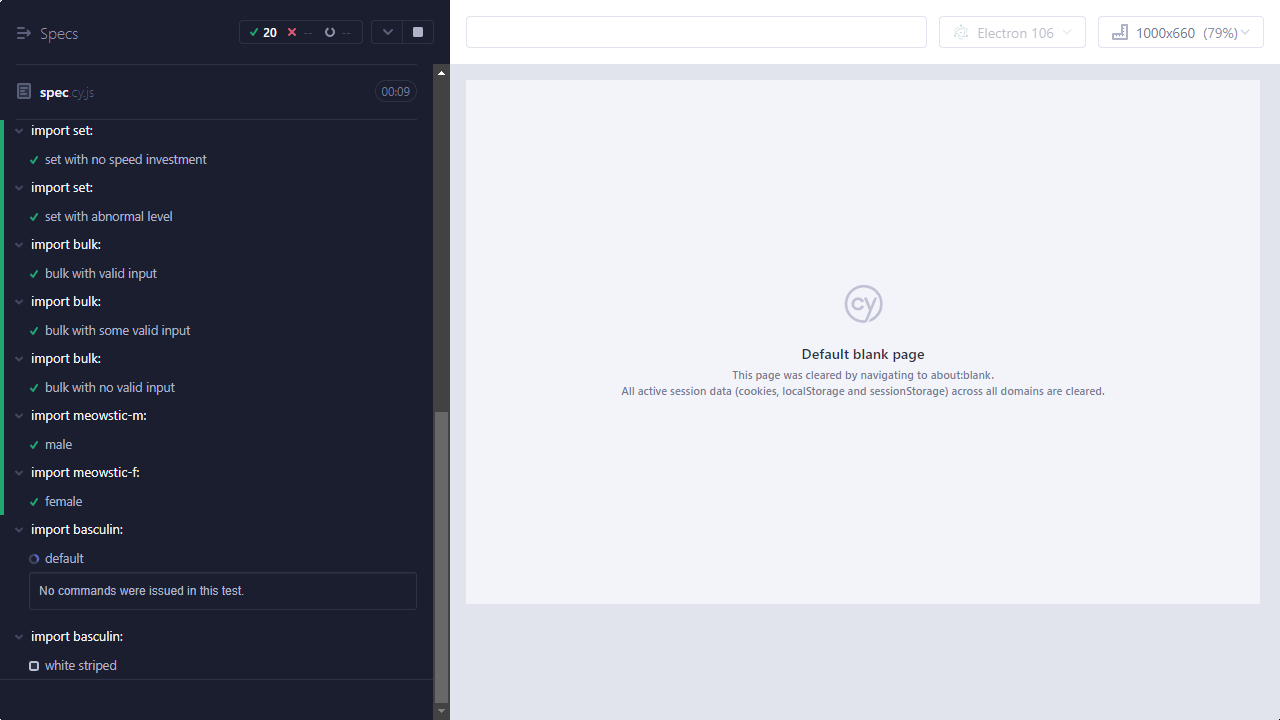 Specs
20 -- --
spec.cy.js
00:09
import set:
set with no speed investment
import set:
set with abnormal level
import bulk:
bulk with valid input
import bulk:
bulk with some valid input
import bulk:
bulk with no valid input
import meowstic-m:
male
import meowstic-f:
female
import basculin:
default
No commands were issued in this test.
import basculin:
white striped
Electron 106
1000x660 (79%)
cy
Default blank page
This page was cleared by navigating to about:blank.
All active session data (cookies, localStorage and sessionStorage) across all domains are cleared.